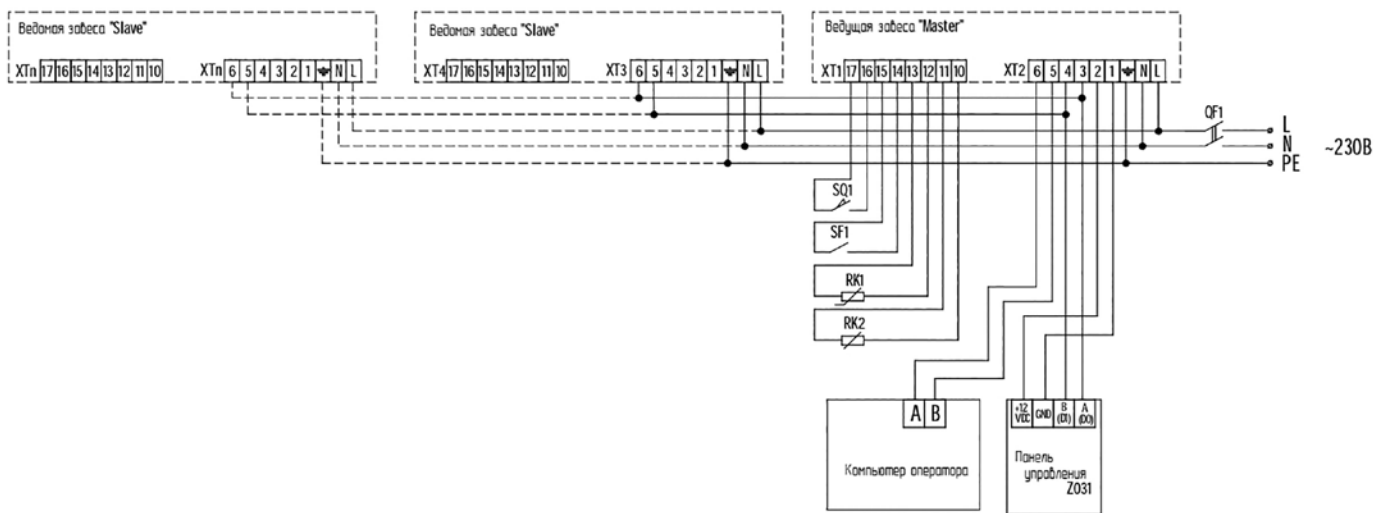 Ведомая завеса "Slave"
XTn 17 16 15 14 13 12 11 10
XTn 6 5 4 3 2 1 N L
Ведомая завеса "Slave"
XT4 17 16 15 14 13 12 11 10
XT3 6 5 4 3 2 1 N L
Ведущая завеса "Master"
XT1 17 16 15 14 13 12 11 10
XT2 6 5 4 3 2 1 N L
QF1
L
N
PE
~230В
SQ1
SF1
RK1
RK2
A B
Компьютер оператора
+12 VDC
GND
B (D1)
A (D0)
Панель
управления
Z031